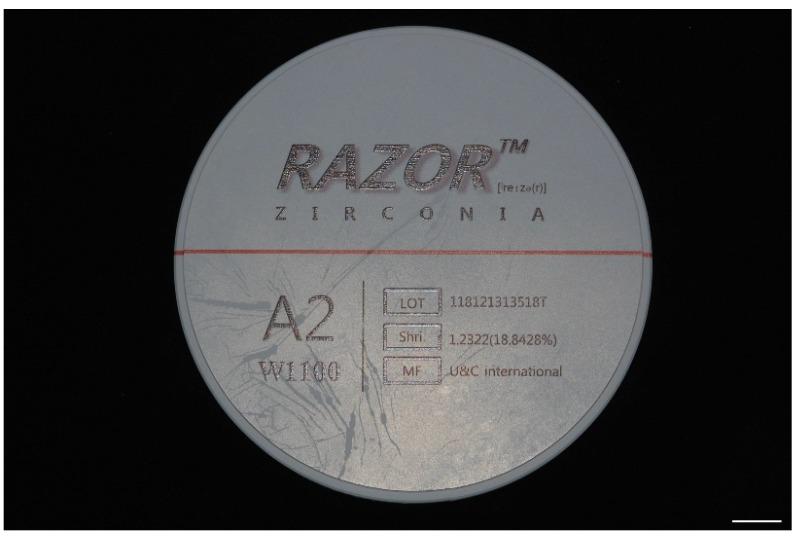 RAZOR™
['re:zə(r)]
ZIRCONIA
A2
W1100
LOT 118121313518T
Shri. 1.2322(18.8428%)
MF U&C international